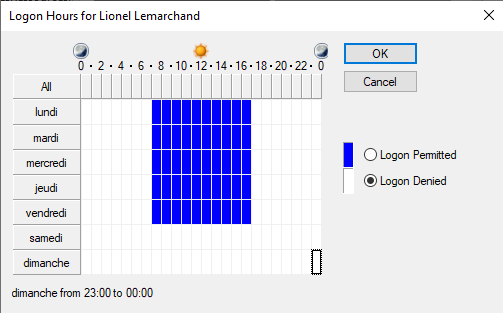 Logon Hours for Lionel Lemarchand
0 · 2 · 4 · 6 · 8 · 10 · 12 · 14 · 16 · 18 · 20 · 22 · 0
All
lundi
mardi
mercredi
jeudi
vendredi
samedi
dimanche
OK
Cancel
Logon Permitted
Logon Denied
dimanche from 23:00 to 00:00